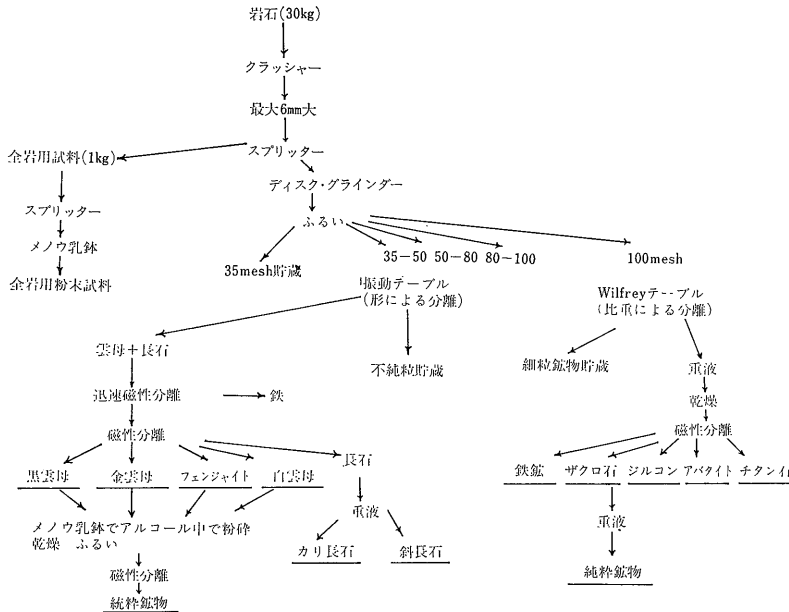 岩石(30kg)
クラッシャー
最大6mm大
スプリッター
全岩用試料(1kg)
スプリッター
メノウ乳鉢
全岩用粉末試料
ディスク・グラインダー
ふるい
35mesh貯蔵
35-50 50-80 80-100
100mesh
振動テーブル
(形による分離)
Wilfreyテーブル
(比重による分離)
雲母+長石
不純粒貯蔵
細粒鉱物貯蔵
重液
乾燥
迅速磁性分離
鉄
磁性分離
磁性分離
黒雲母
金雲母
フェンジャイト
白雲母
長石
鉄鉱
ザクロ石
ジルコン
アパタイト
チタン石
メノウ乳鉢でアルコール中で粉砕
乾燥 ふるい
重液
重液
カリ長石
斜長石
磁性分離
純粋鉱物
統粋鉱物